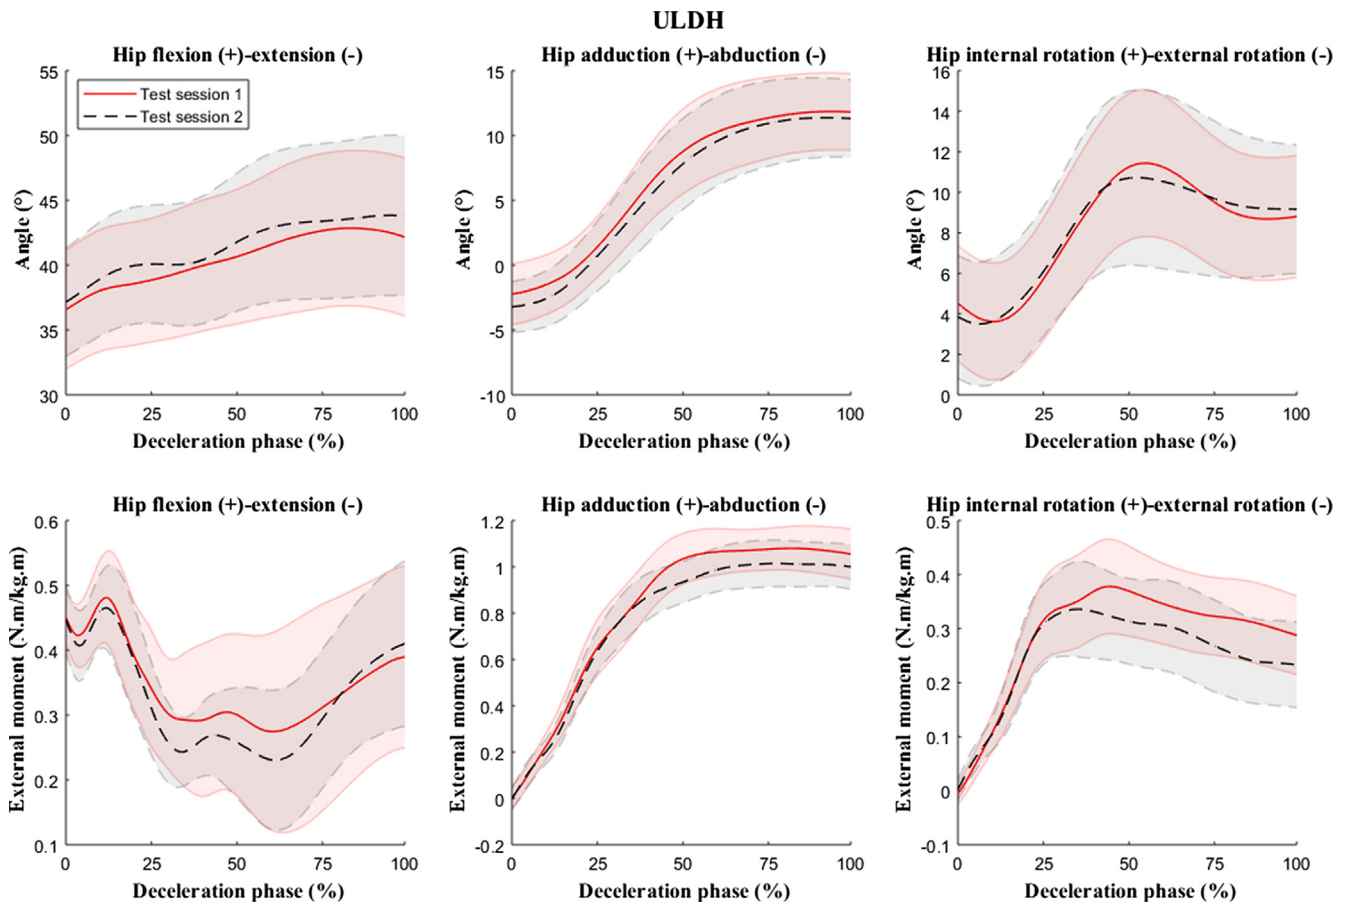 ULDH
Hip flexion (+)-extension (-)
Hip adduction (+)-abduction (-)
Hip internal rotation (+)-external rotation (-)
55
50
45
40
35
30
Angle (°)
Test session 1
Test session 2
0 25 50 75 100
Deceleration phase (%)
15
10
5
0
-5
-10
Angle (°)
0 25 50 75 100
Deceleration phase (%)
16
14
12
10
8
6
4
2
0
Angle (°)
0 25 50 75 100
Deceleration phase (%)
Hip flexion (+)-extension (-)
Hip adduction (+)-abduction (-)
Hip internal rotation (+)-external rotation (-)
0.6
0.5
0.4
0.3
0.2
0.1
External moment (N.m/kg.m)
0 25 50 75 100
Deceleration phase (%)
1.2
1
0.8
0.6
0.4
0.2
0
-0.2
External moment (N.m/kg.m)
0 25 50 75 100
Deceleration phase (%)
0.5
0.4
0.3
0.2
0.1
0
-0.1
External moment (N.m/kg.m)
0 25 50 75 100
Deceleration phase (%)